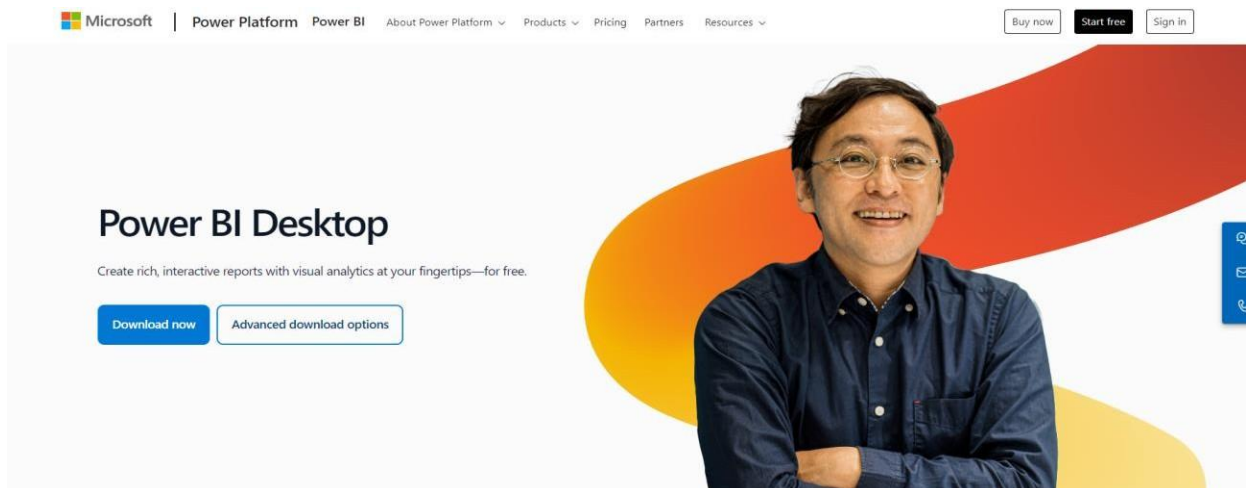 Microsoft Power Platform Power BI About Power Platform Products Pricing Partners Resources Buy now Start free Sign in
Power BI Desktop
Create rich, interactive reports with visual analytics at your fingertips—for free.
Download now Advanced download options